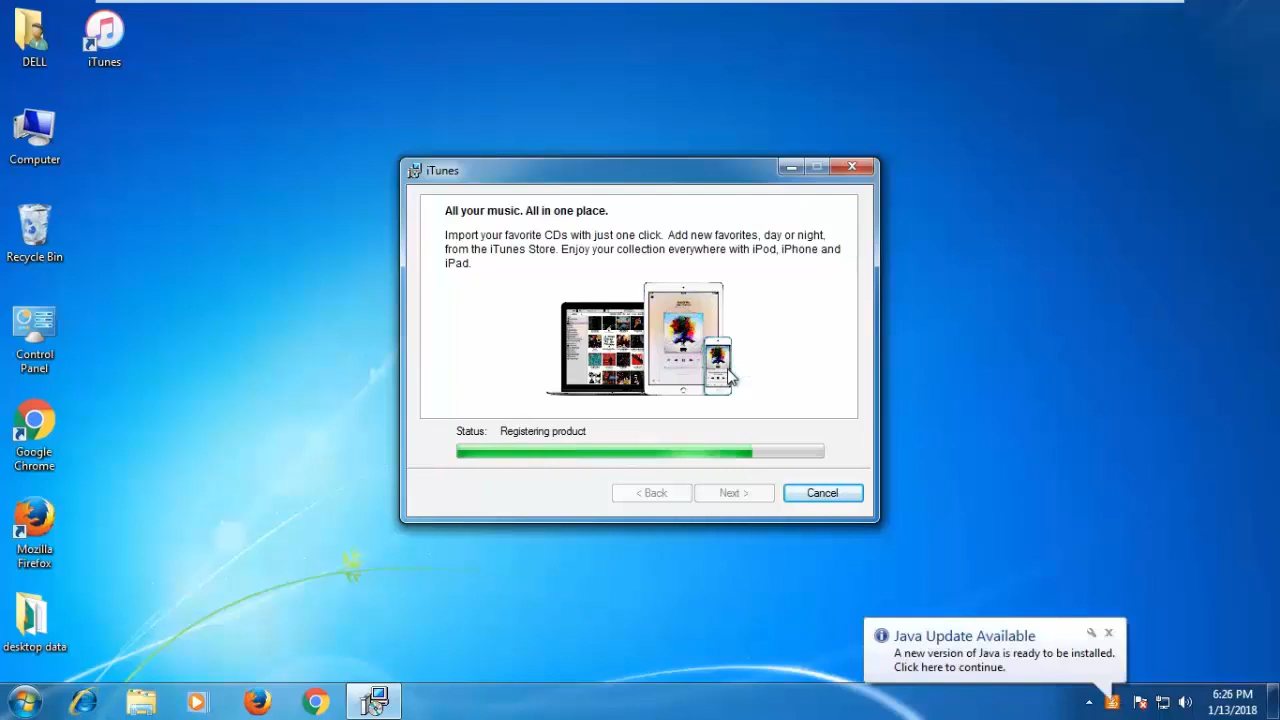 DELL
iTunes
Computer
Recycle Bin
Control
Panel
Google
Chrome
Mozilla
Firefox
desktop data
iTunes
All your music. All in one place.
Import your favorite CDs with just one click. Add new favorites, day or night,
from the iTunes Store. Enjoy your collection everywhere with iPod, iPhone and
iPad.
Status: Registering product
< Back
Next >
Cancel
Java Update Available
A new version of Java is ready to be installed.
Click here to continue.
6:26 PM
1/13/2018